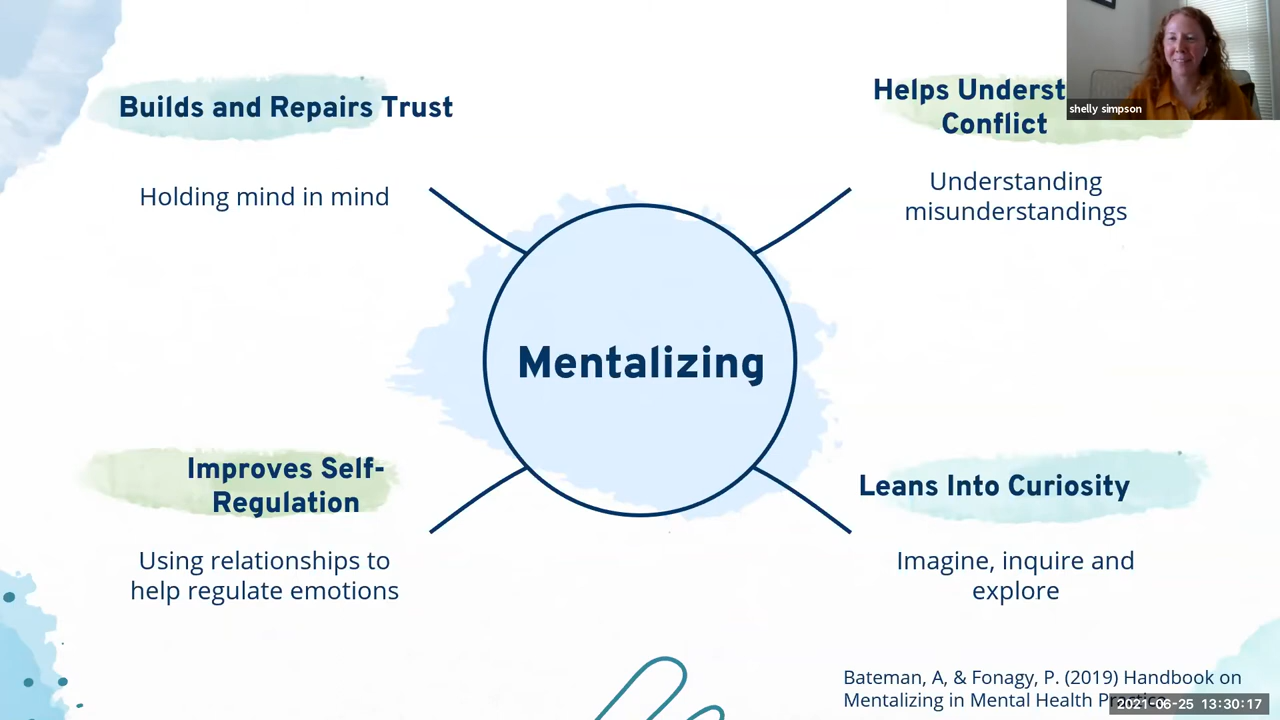 Builds and Repairs Trust
Holding mind in mind
Helps Underst
Conflict
Understanding
misunderstandings
shelly simpson
Mentalizing
Improves Self-
Regulation
Using relationships to
help regulate emotions
Leans Into Curiosity
Imagine, inquire and
explore
Bateman, A, & Fonagy, P. (2019) Handbook on
Mentalizing in Mental Health Practice
2021-06-25 13:30:17